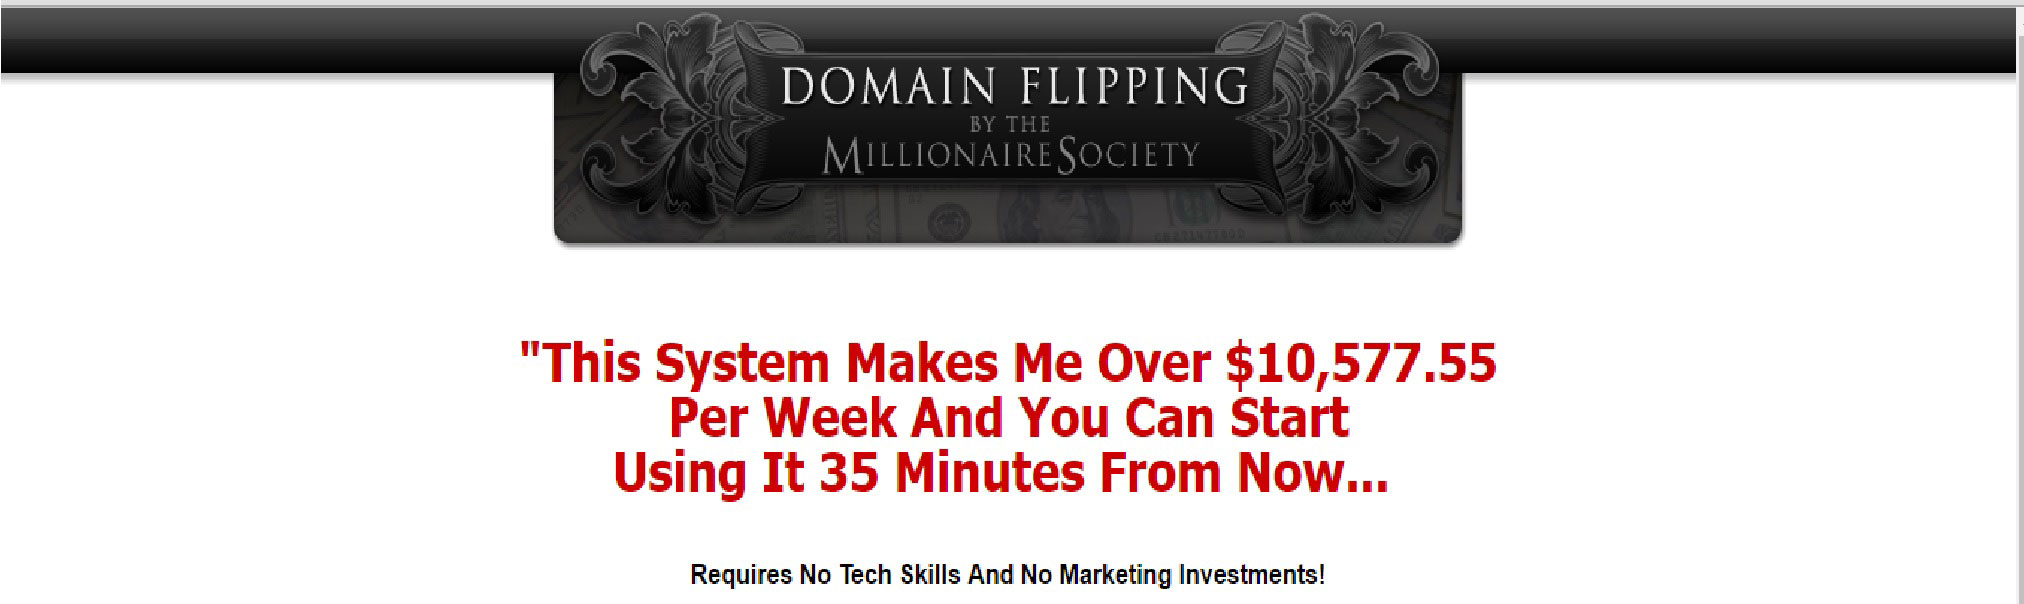 DOMAIN FLIPPING
BY THE
MILLIONAIRE SOCIETY
"This System Makes Me Over $10,577.55
Per Week And You Can Start
Using It 35 Minutes From Now...
Requires No Tech Skills And No Marketing Investments!